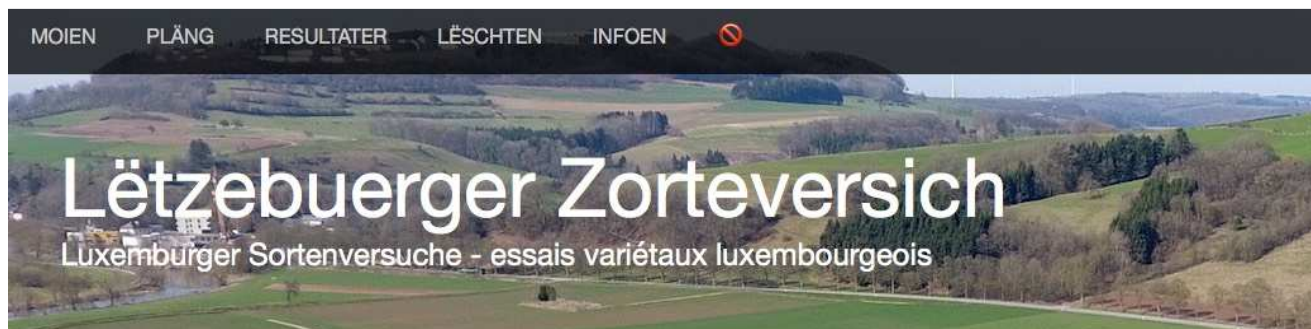 MOIEN PLÄNG RESULTATER LËSCHTEN INFOEN
Lëtzebuerger Zorteversich
Luxemburger Sortenversuche - essais variétaux luxembourgeois